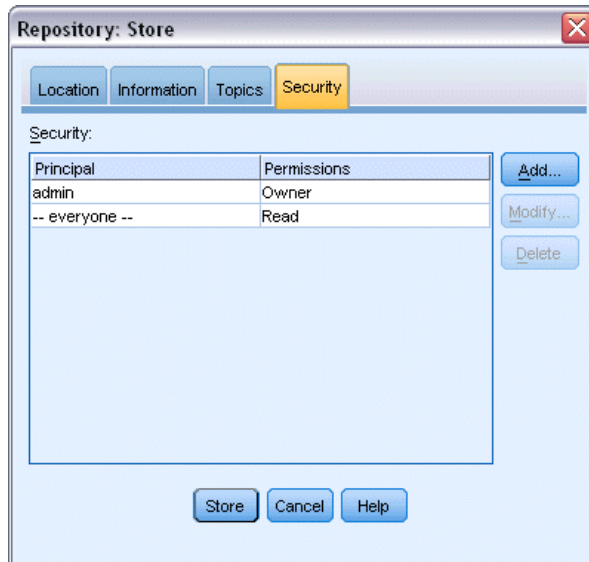 Repository: Store
Location Information Topics Security
Security:
Principal Permissions
admin Owner
-- everyone -- Read
Add...
Modify...
Delete
Store Cancel Help